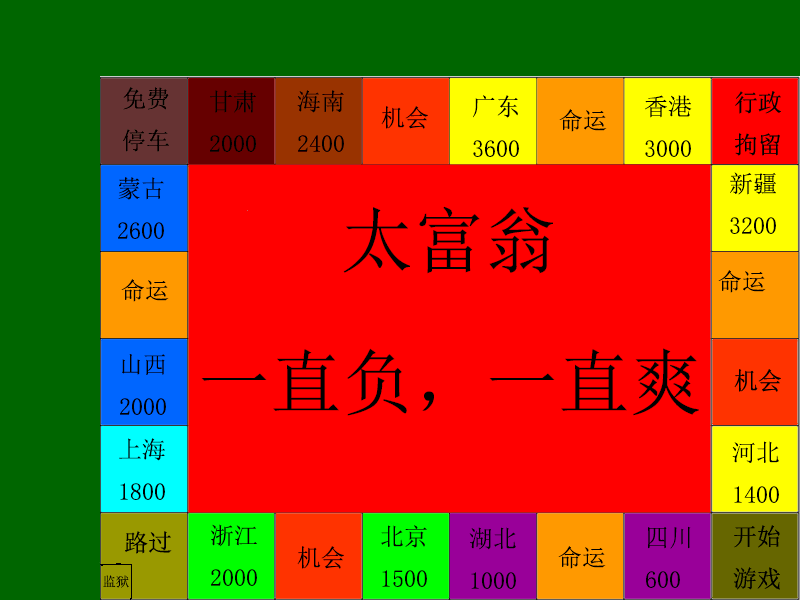 免费
停车
甘肃
2000
海南
2400
机会
广东
3600
命运
香港
3000
行政
拘留
蒙古
2600
新疆
3200
太富翁
命运
命运
山西
2000
一直负，一直爽
机会
上海
1800
河北
1400
路过
监狱
浙江
2000
机会
北京
1500
湖北
1000
命运
四川
600
开始
游戏